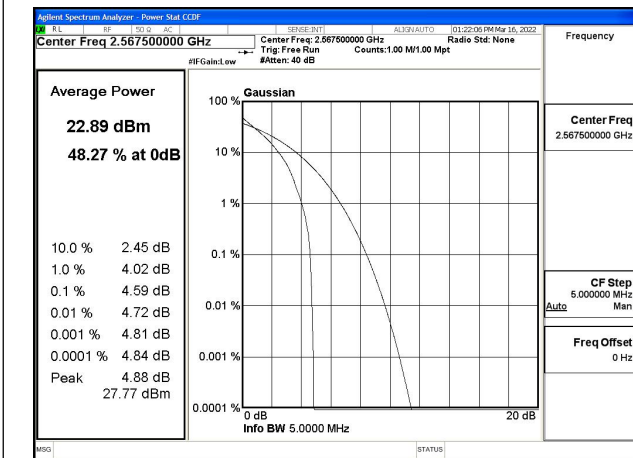 Agilent Spectrum Analyzer - Power Stat CCDF
RL RF 50 Ω AC SENSE:INT ALIGN AUTO 01:22:06 PM Mar 16, 2022
Center Freq 2.567500000 GHz
Center Freq: 2.567500000 GHz Radio Std: None
Trig: Free Run Counts:1.00 M/1.00 Mpt
#IFGain:Low #Atten: 40 dB
Frequency
Average Power
22.89 dBm
48.27 % at 0dB
10.0 % 2.45 dB
1.0 % 4.02 dB
0.1 % 4.59 dB
0.01 % 4.72 dB
0.001 % 4.81 dB
0.0001 % 4.84 dB
Peak 4.88 dB
27.77 dBm
Gaussian
100 %
10 %
1 %
0.1 %
0.01 %
0.001 %
0.0001 %
0 dB 20 dB
Info BW 5.0000 MHz
Center Freq
2.567500000 GHz
CF Step
5.000000 MHz
Auto Man
Freq Offset
0 Hz
MSG STATUS